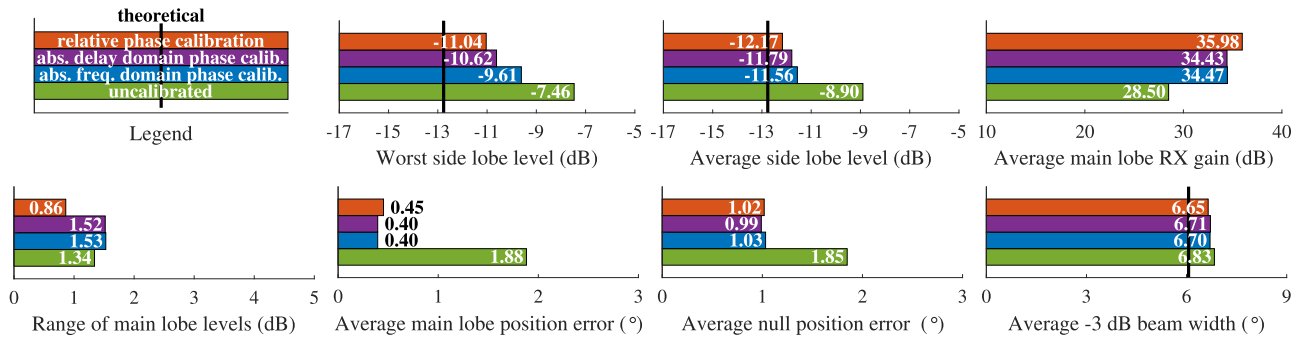 theoretical
relative phase calibration
abs. delay domain phase calib.
abs. freq. domain phase calib.
uncalibrated
Legend
-11.04
-10.62
-9.61
-7.46
-17 -15 -13 -11 -9 -7 -5
Worst side lobe level (dB)
-12.17
-11.79
-11.56
-8.90
-17 -15 -13 -11 -9 -7 -5
Average side lobe level (dB)
35.98
34.43
34.47
28.50
10 20 30 40
Average main lobe RX gain (dB)
0.86
1.52
1.53
1.34
0 1 2 3 4 5
Range of main lobe levels (dB)
0.45
0.40
0.40
1.88
0 1 2 3
Average main lobe position error (°)
1.02
0.99
1.03
1.85
0 1 2 3
Average null position error (°)
6.65
6.71
6.70
6.83
0 3 6 9
Average -3 dB beam width (°)